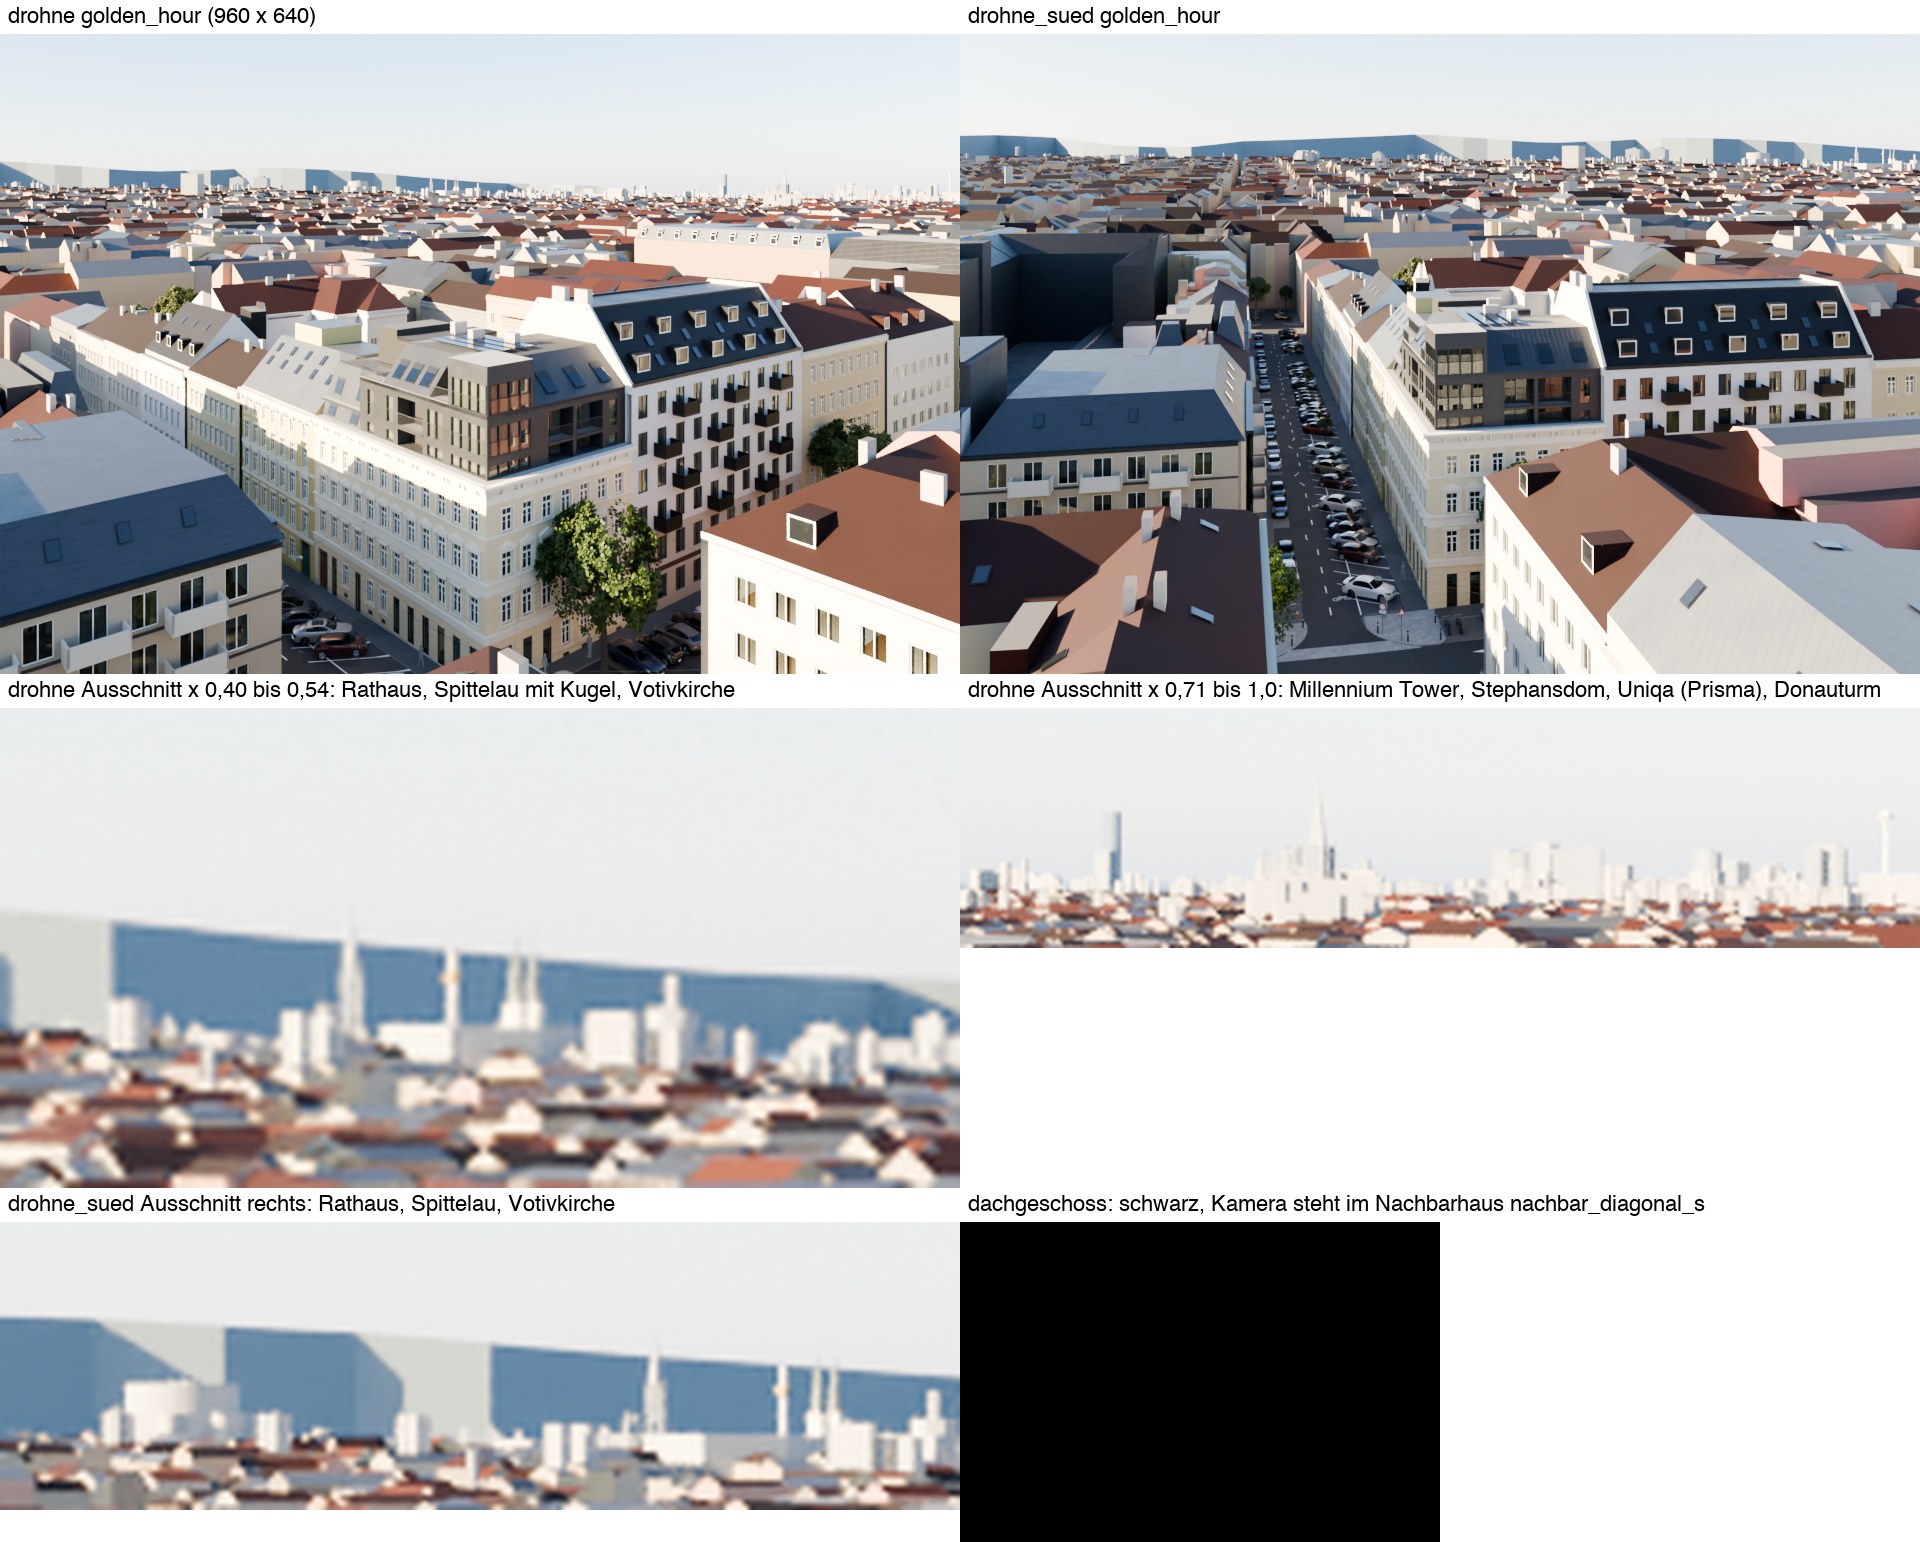 drohne golden_hour (960 x 640)
drohne_sued golden_hour
drohne Ausschnitt x 0,40 bis 0,54: Rathaus, Spittelau mit Kugel, Votivkirche
drohne Ausschnitt x 0,71 bis 1,0: Millennium Tower, Stephansdom, Uniqa (Prisma), Donauturm
drohne_sued Ausschnitt rechts: Rathaus, Spittelau, Votivkirche
dachgeschoss: schwarz, Kamera steht im Nachbarhaus nachbar_diagonal_s